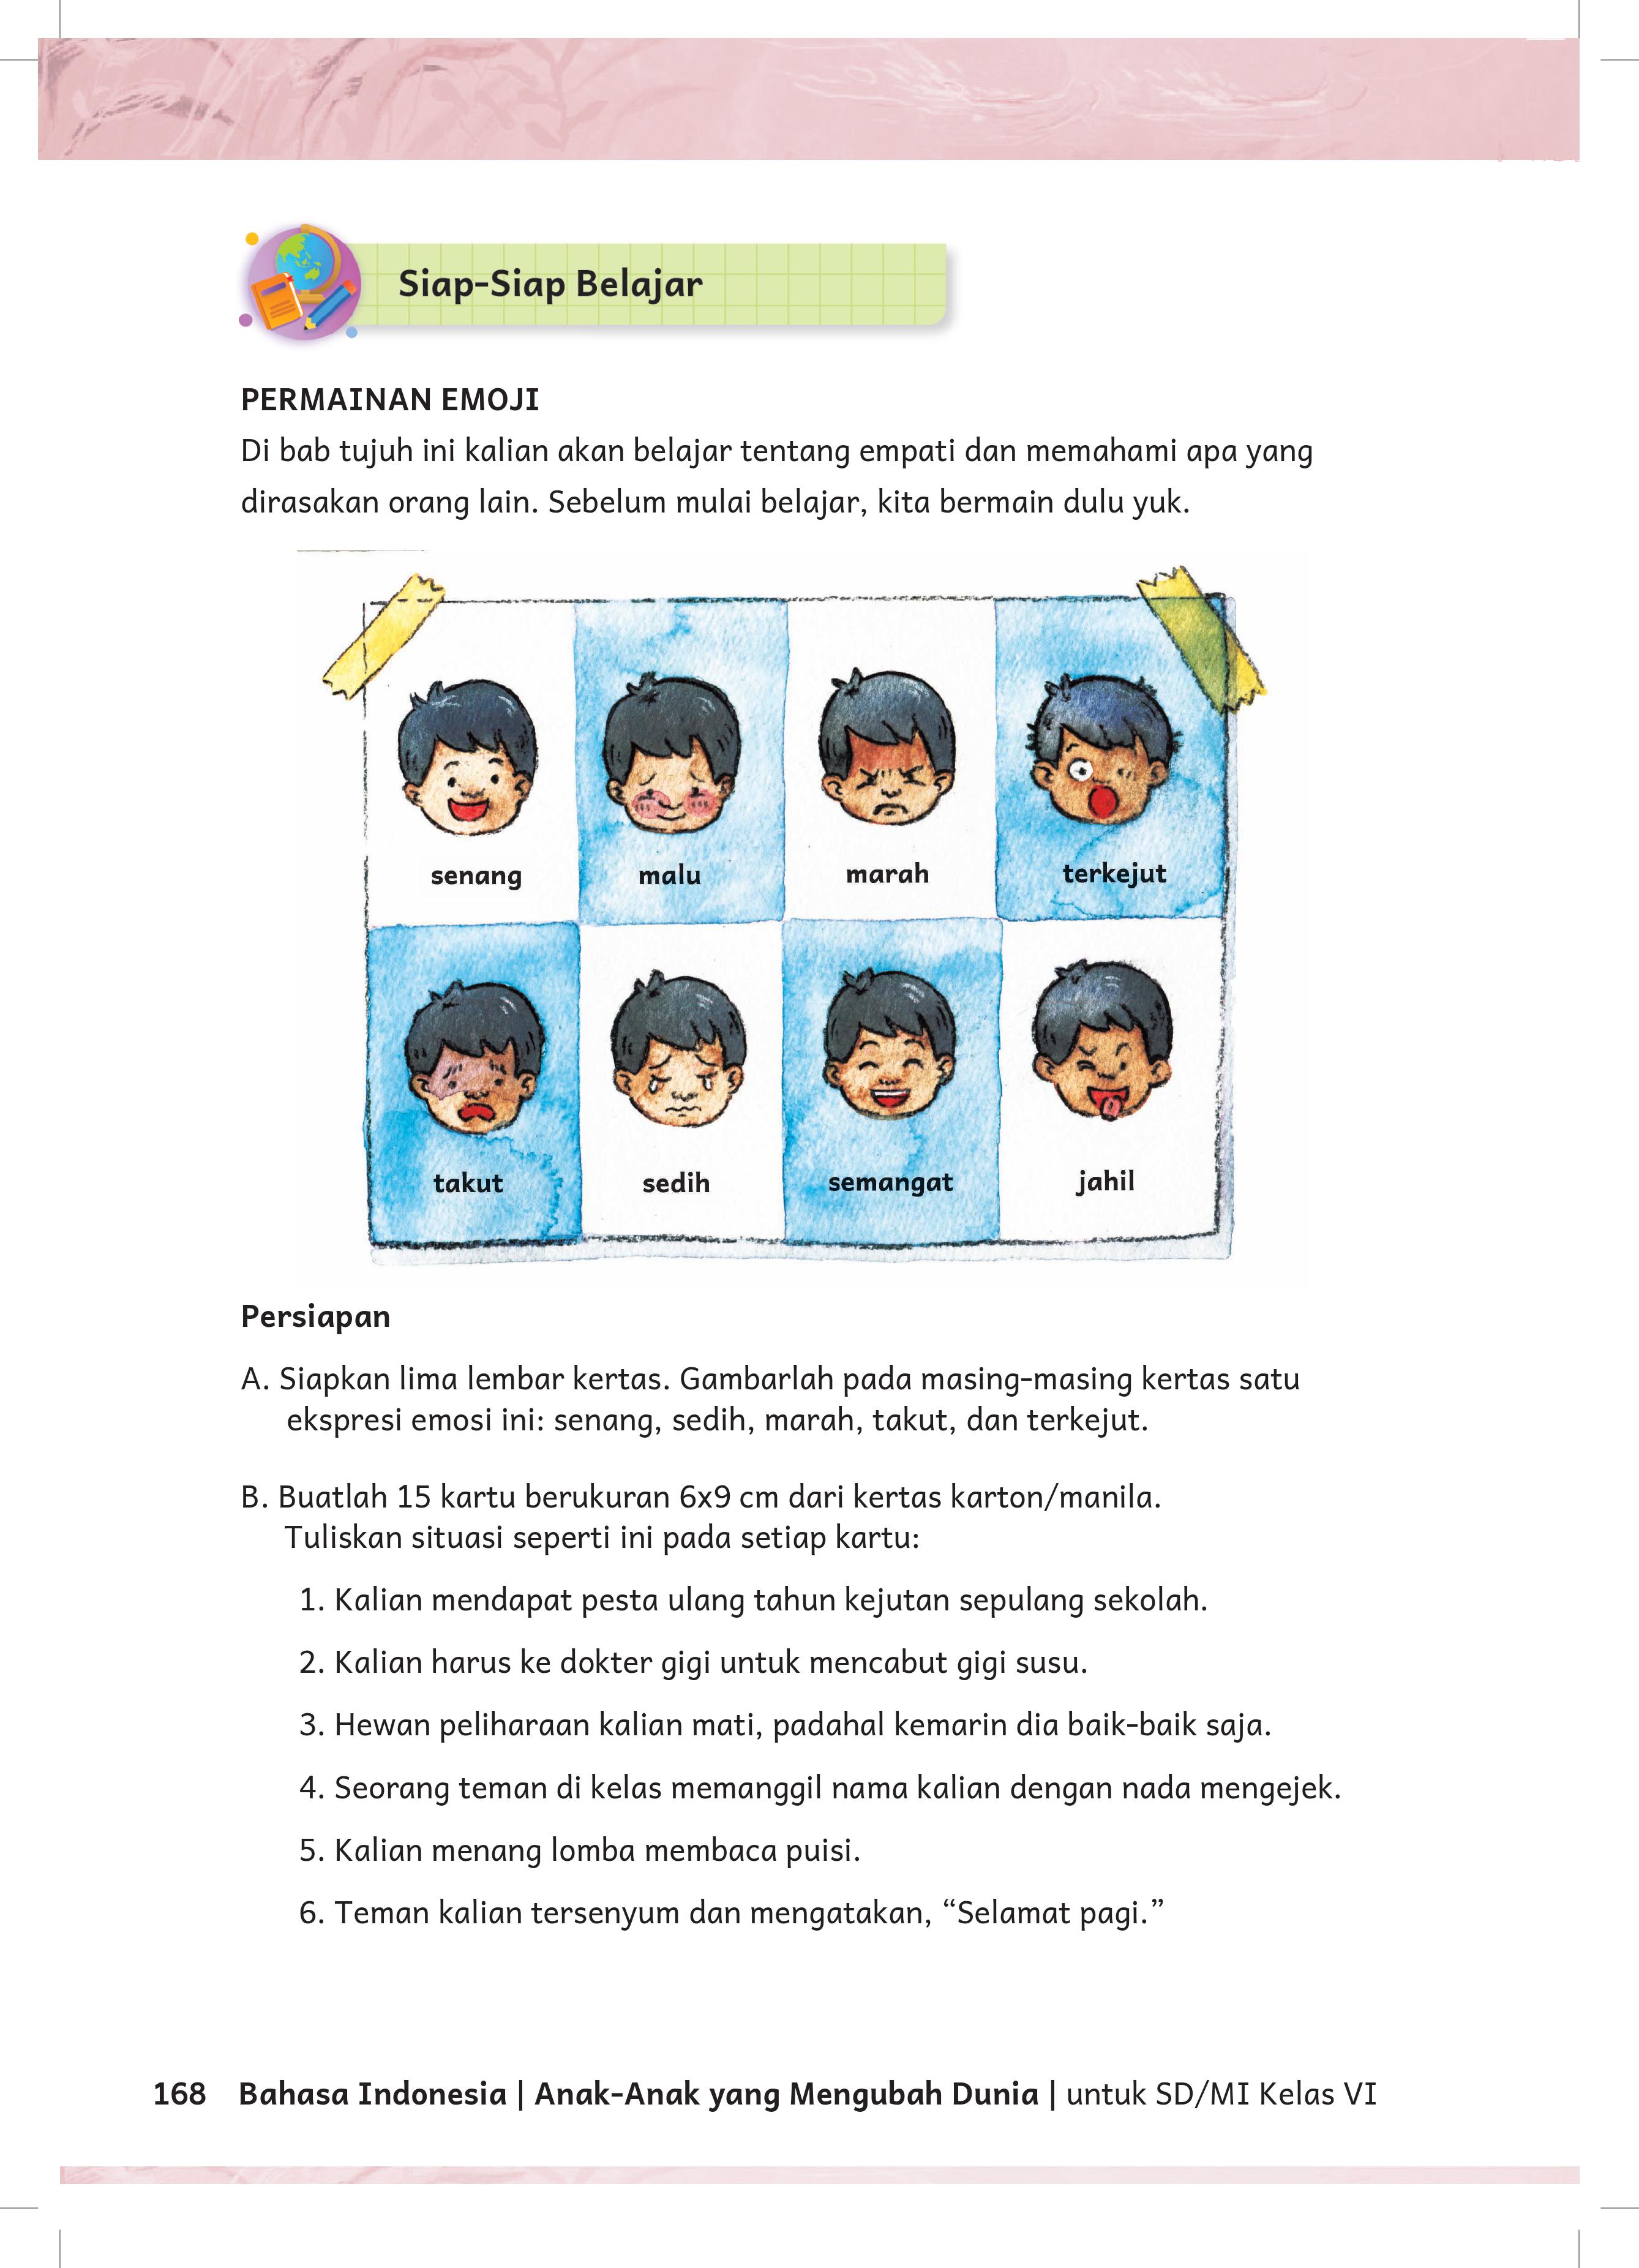 Siap-Siap Belajar
PERMAINAN EMOJI
Di bab tujuh ini kalian akan belajar tentang empati dan memahami apa yang
dirasakan orang lain. Sebelum mulai belajar, kita bermain dulu yuk.
senang malu marah terkejut
takut sedih semangat jahil
Persiapan
A. Siapkan lima lembar kertas. Gambarlah pada masing-masing kertas satu
ekspresi emosi ini: senang, sedih, marah, takut, dan terkejut.
B. Buatlah 15 kartu berukuran 6x9 cm dari kertas karton/manila.
Tuliskan situasi seperti ini pada setiap kartu:
1. Kalian mendapat pesta ulang tahun kejutan sepulang sekolah.
2. Kalian harus ke dokter gigi untuk mencabut gigi susu.
3. Hewan peliharaan kalian mati, padahal kemarin dia baik-baik saja.
4. Seorang teman di kelas memanggil nama kalian dengan nada mengejek.
5. Kalian menang lomba membaca puisi.
6. Teman kalian tersenyum dan mengatakan, “Selamat pagi.”
168 Bahasa Indonesia | Anak-Anak yang Mengubah Dunia | untuk SD/MI Kelas VI